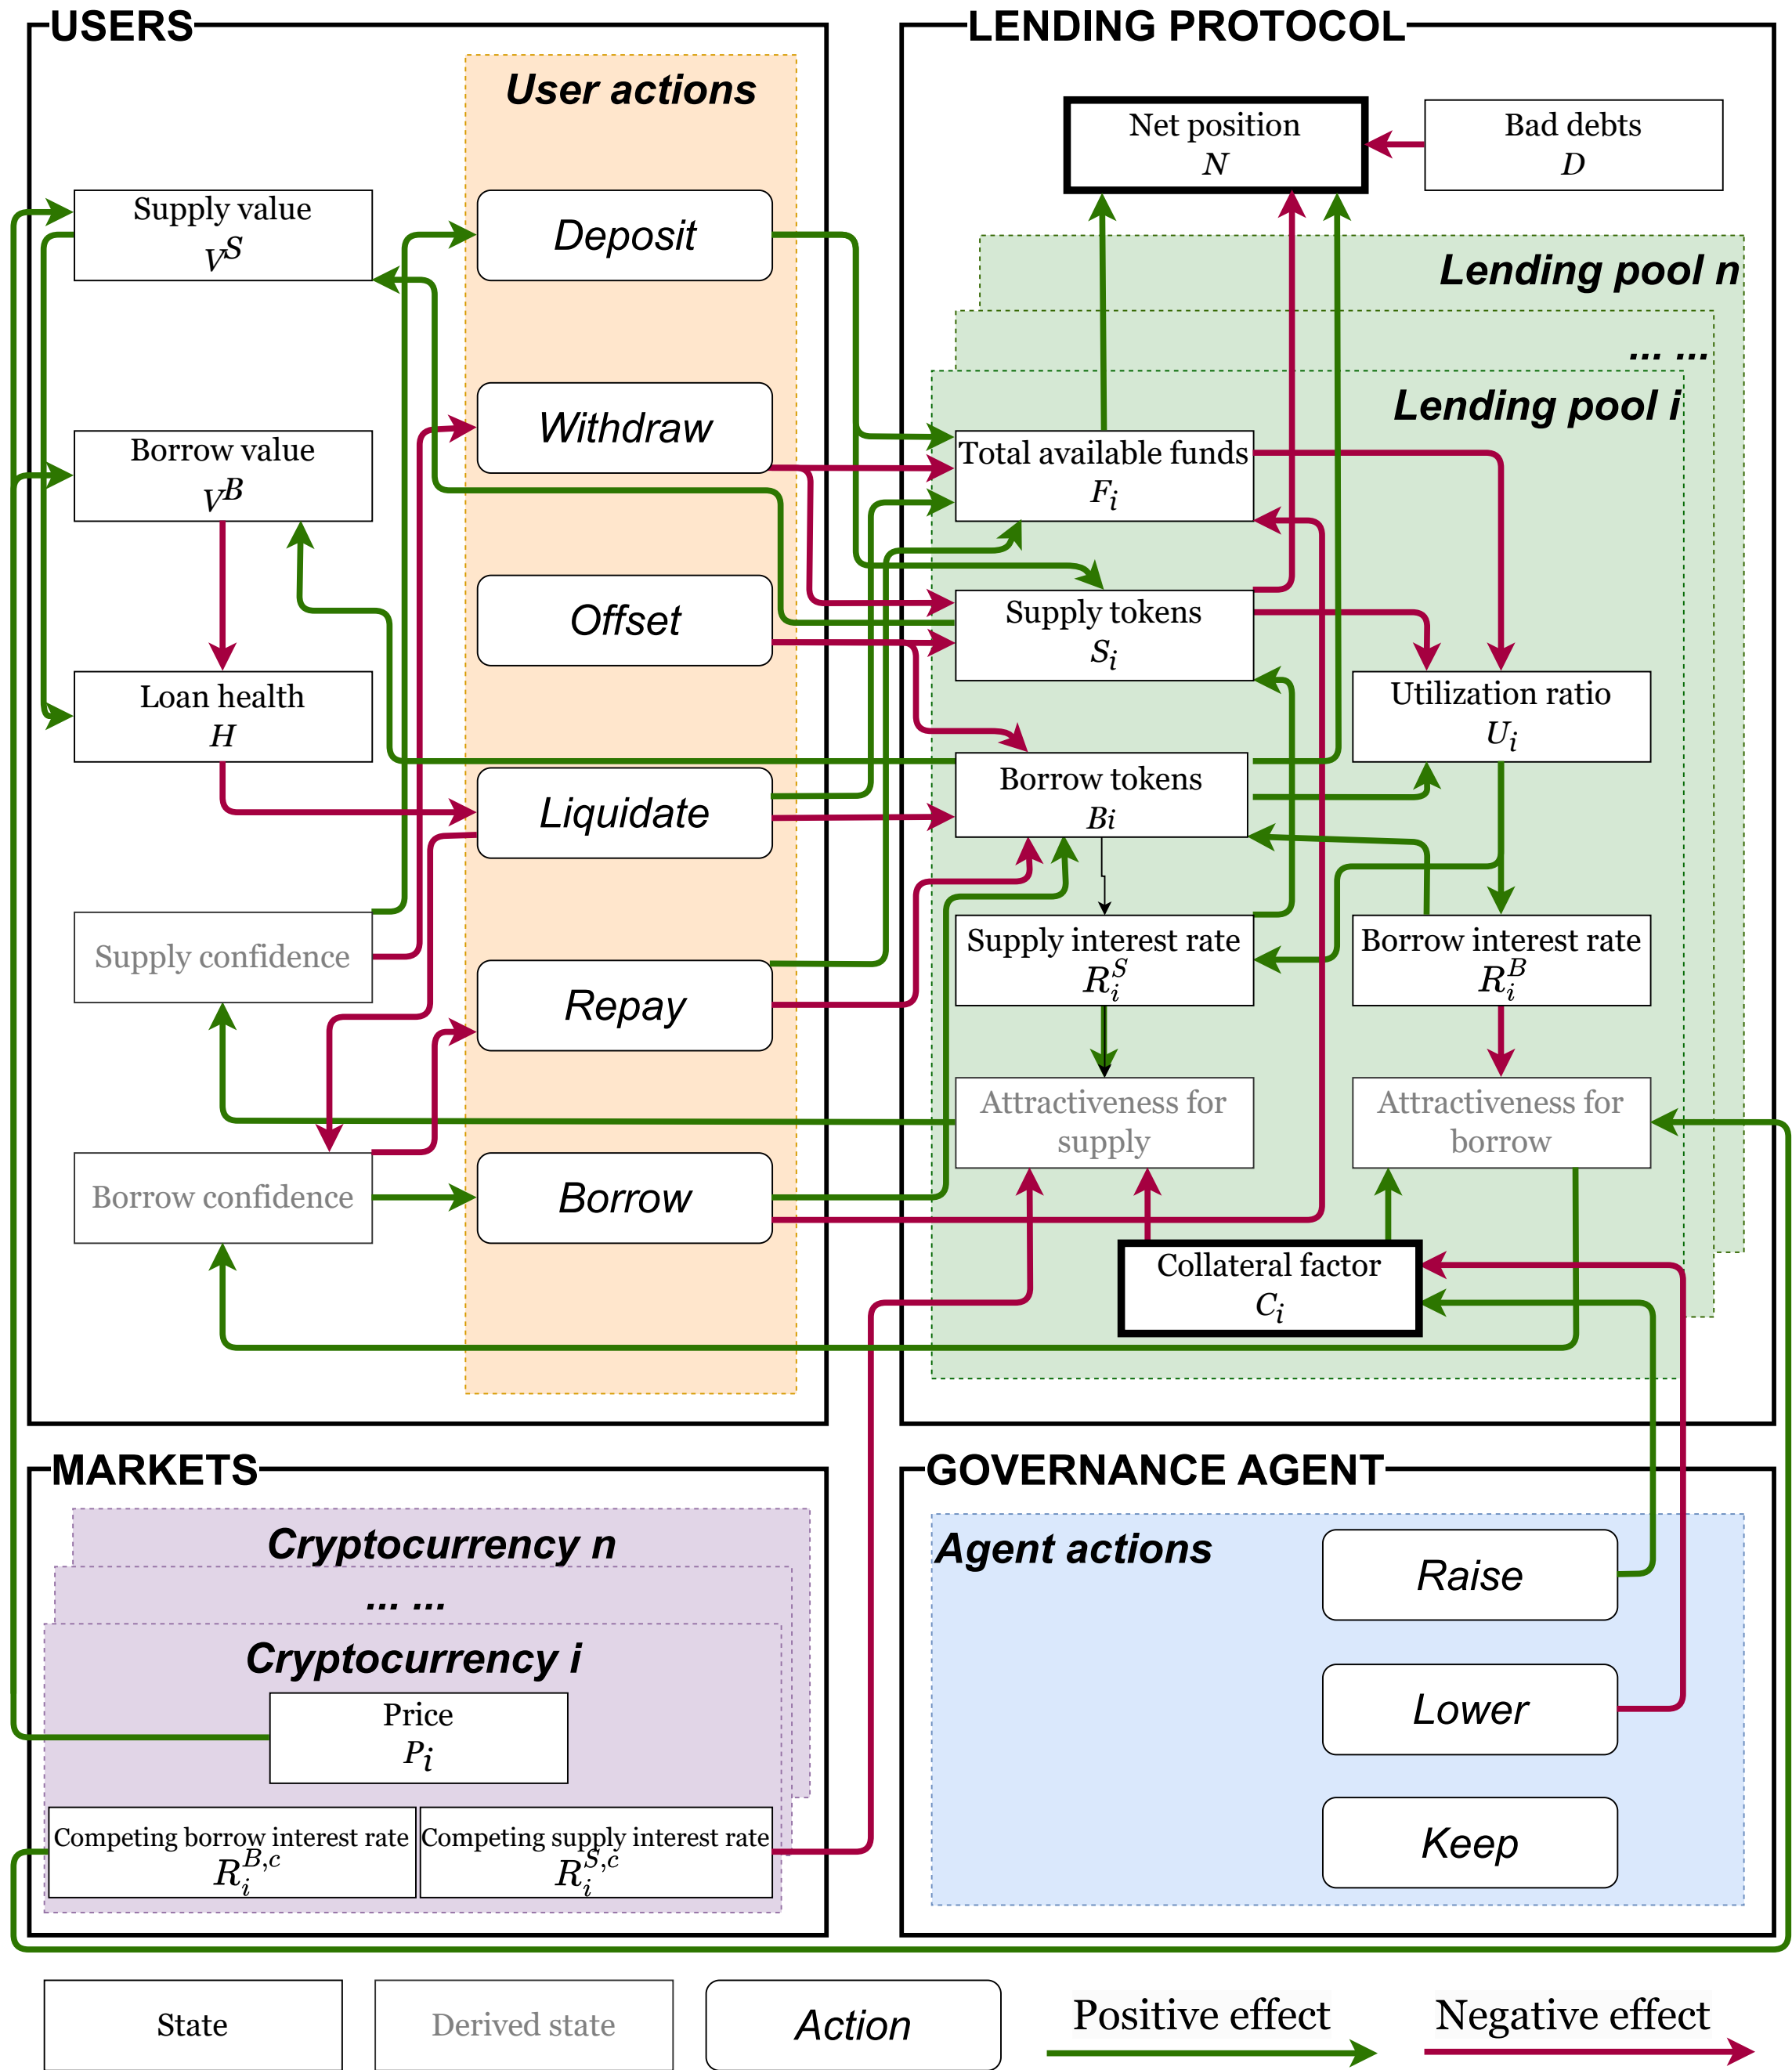 USERS
User actions
Supply value
V^S
Borrow value
V^B
Loan health
H
Supply confidence
Borrow confidence
Deposit
Withdraw
Offset
Liquidate
Repay
Borrow
LENDING PROTOCOL
Net position
N
Bad debts
D
Lending pool n
... ...
Lending pool i
Total available funds
F_i
Supply tokens
S_i
Utilization ratio
U_i
Borrow tokens
Bi
Supply interest rate
R_i^S
Borrow interest rate
R_i^B
Attractiveness for
supply
Attractiveness for
borrow
Collateral factor
C_i
MARKETS
Cryptocurrency n
... ...
Cryptocurrency i
Price
P_i
Competing borrow interest rate
R_i^{B,c}
Competing supply interest rate
R_i^{S,c}
GOVERNANCE AGENT
Agent actions
Raise
Lower
Keep
State
Derived state
Action
Positive effect
Negative effect